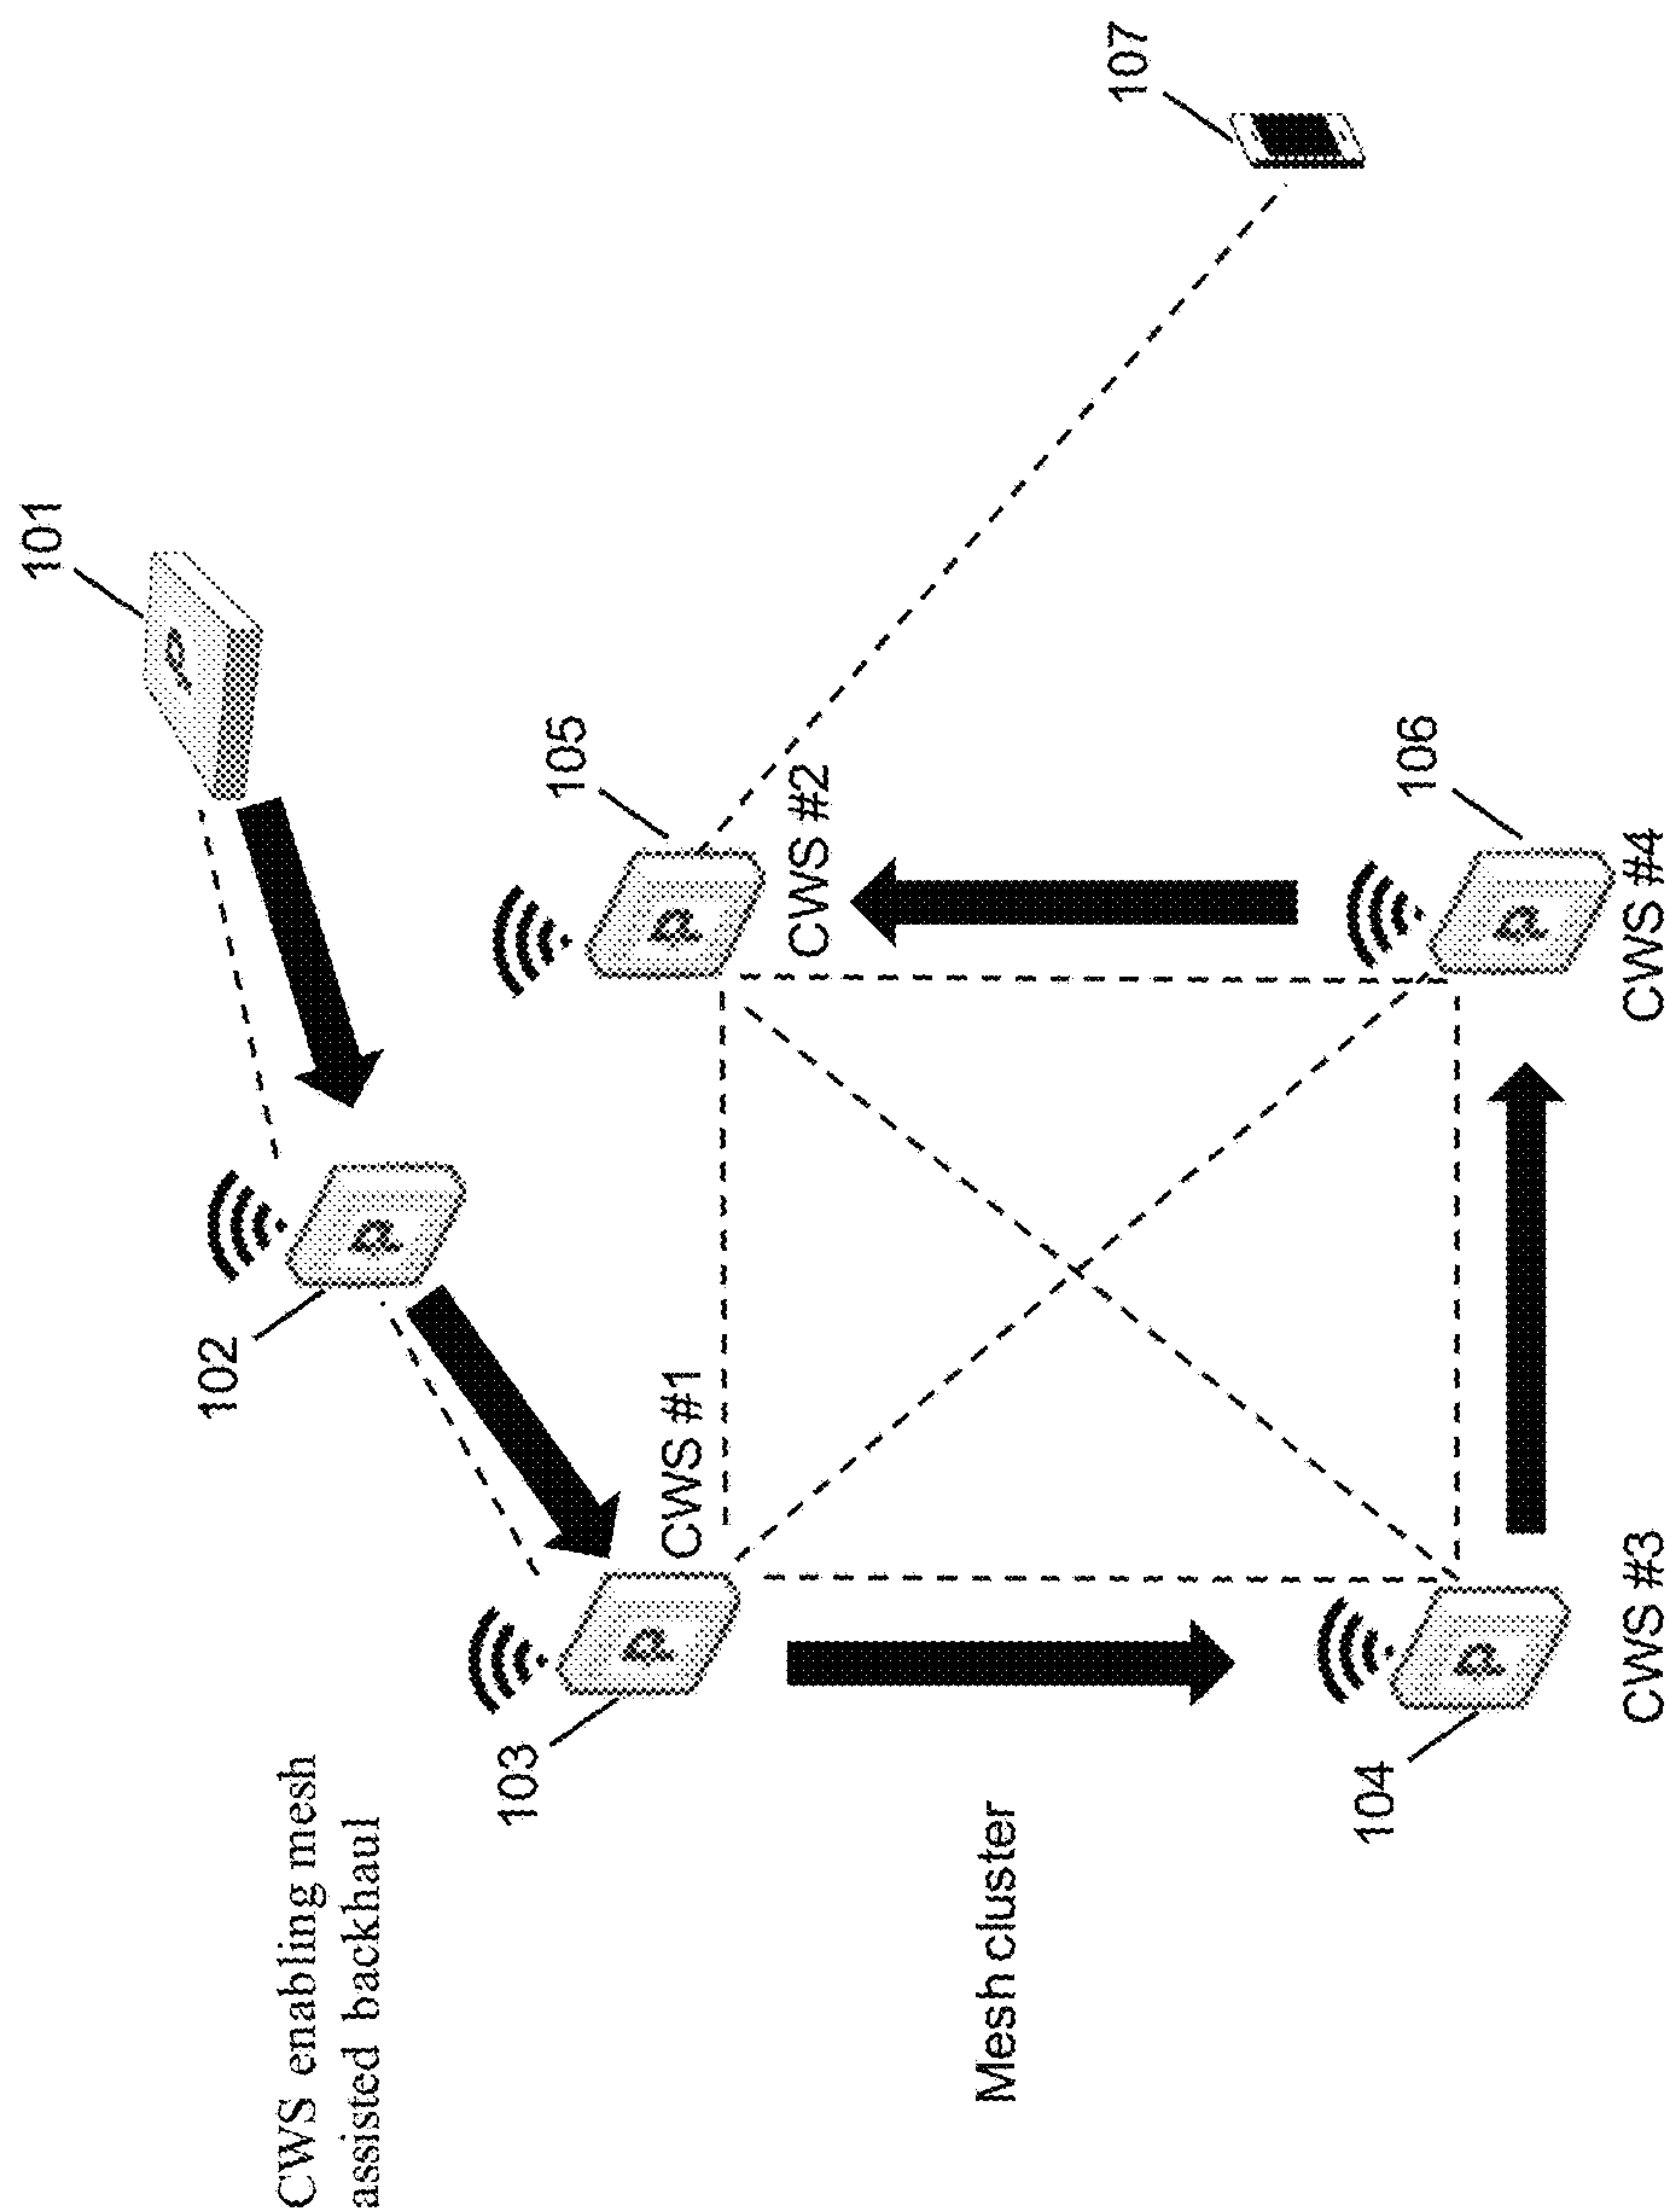 101
102
CWS enabling mesh
assisted backhaul
103
105
CWS #1
CWS #2
Mesh cluster
107
104
106
CWS #3
CWS #4